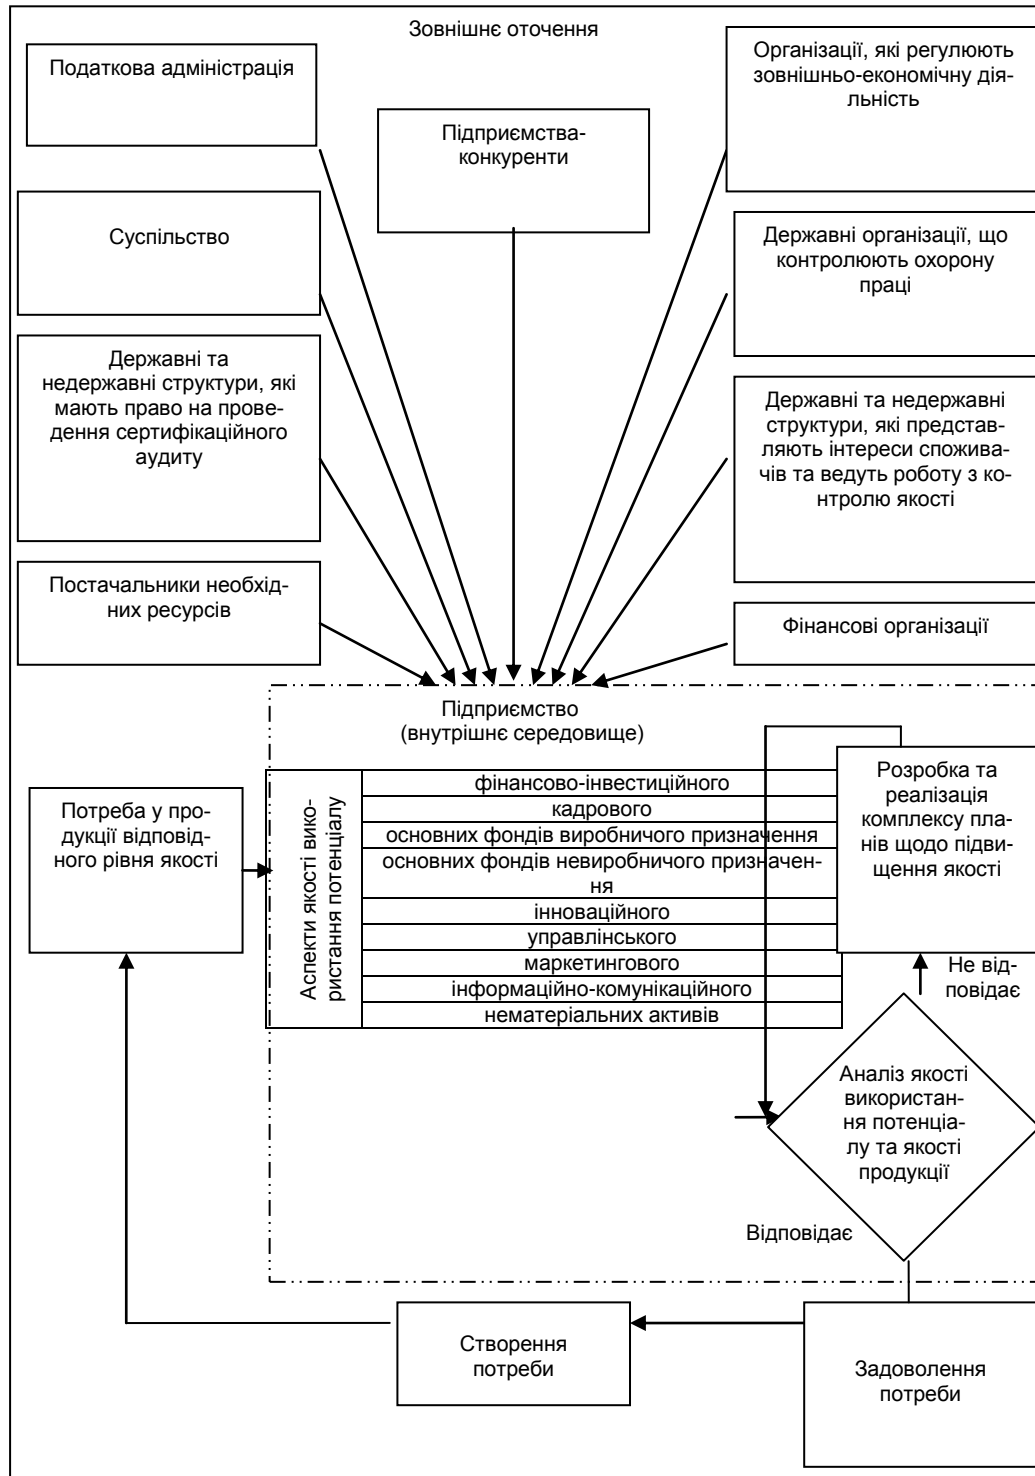 Зовнішнє оточення
Податкова адміністрація
Підприємства-
конкуренти
Організації, які регулюють
зовнішньо-економічну дія-
льність
Суспільство
Державні організації, що
контролюють охорону
праці
Державні та
недержавні структури, які
мають право на прове-
дення сертифікаційного
аудиту
Державні та недержавні
структури, які представ-
ляють інтереси спожива-
чів та ведуть роботу з ко-
нтролю якості
Постачальники необхід-
них ресурсів
Фінансові організації
Підприємство
(внутрішнє середовище)
Потреба у про-
дукції відповід-
ного рівня якості
Аспекти якості вико-
ристання потенціалу
фінансово-інвестиційного
кадрового
основних фондів виробничого призначення
основних фондів невиробничого призначен-
ня
інноваційного
управлінського
маркетингового
інформаційно-комунікаційного
нематеріальних активів
Розробка та
реалізація
комплексу пла-
нів щодо підви-
щення якості
Не від-
повідає
Аналіз якості
використан-
ня потенціа-
лу та якості
продукції
Відповідає
Створення
потреби
Задоволення
потреби